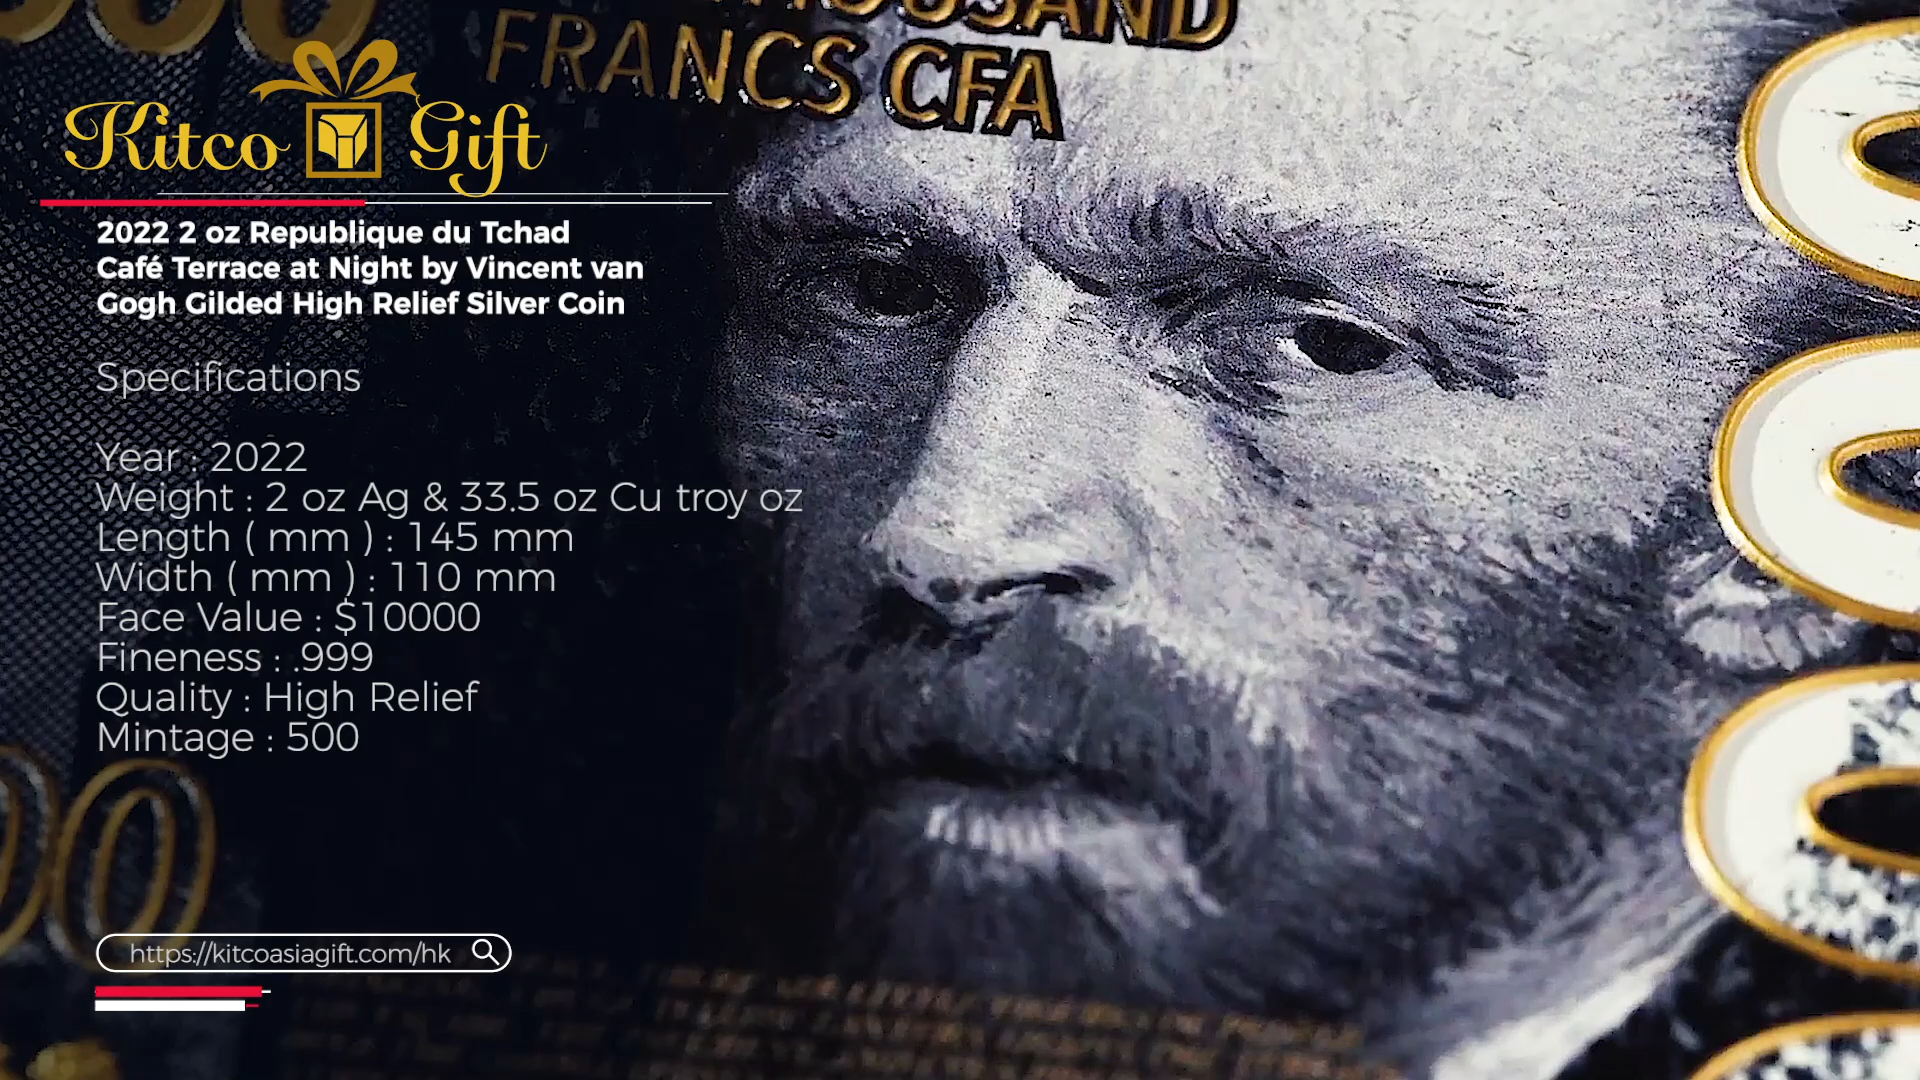 THOUSAND
FRANCS CFA
Kitco Gift
2022 2 oz Republique du Tchad
Café Terrace at Night by Vincent van
Gogh Gilded High Relief Silver Coin
Specifications
Year : 2022
Weight : 2 oz Ag & 33.5 oz Cu troy oz
Length ( mm ) : 145 mm
Width ( mm ) : 110 mm
Face Value : $10000
Fineness : .999
Quality : High Relief
Mintage : 500
https://kitcoasiagift.com/hk